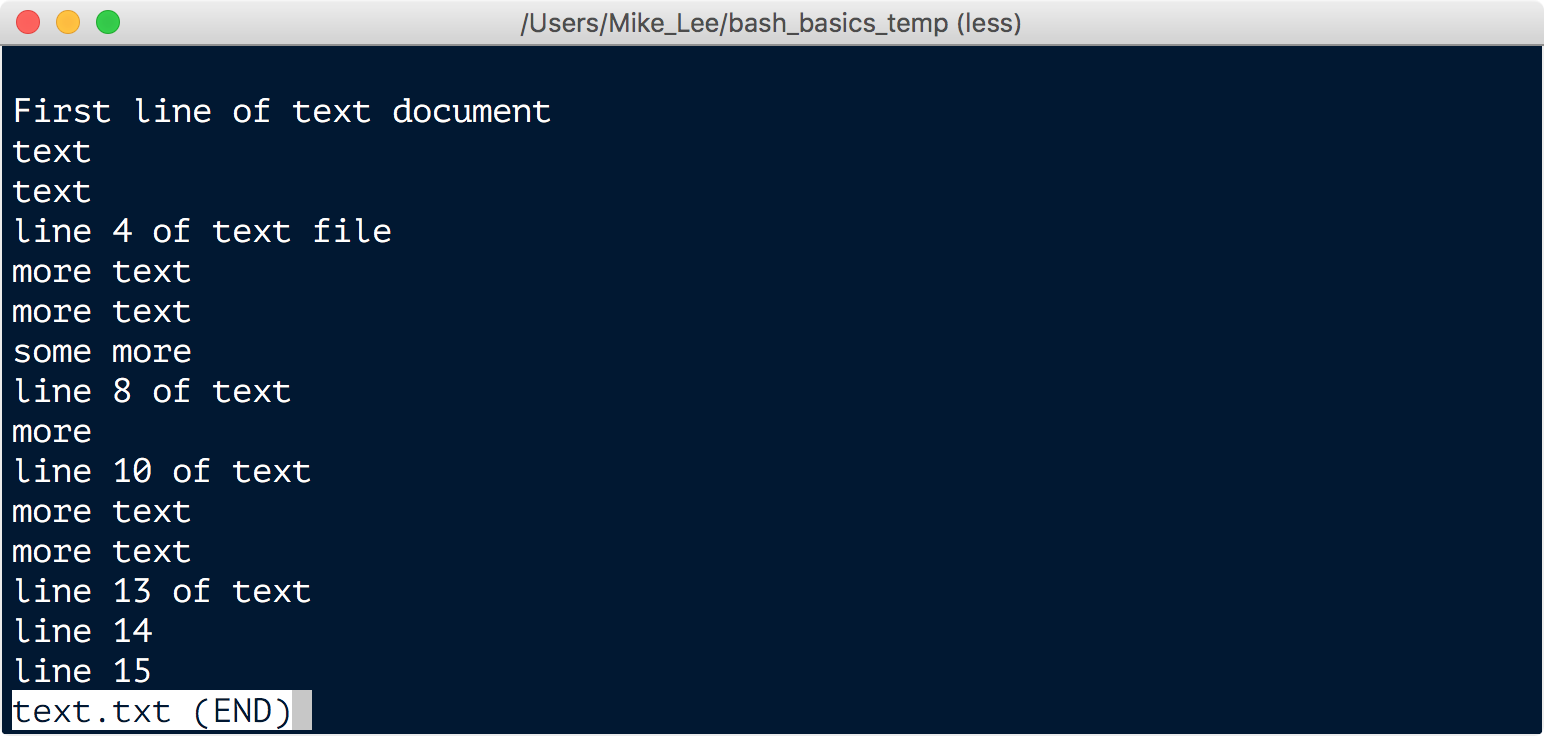 /Users/Mike_Lee/bash_basics_temp (less)
First line of text document
text
text
line 4 of text file
more text
more text
some more
line 8 of text
more
line 10 of text
more text
more text
line 13 of text
line 14
line 15
text.txt (END)